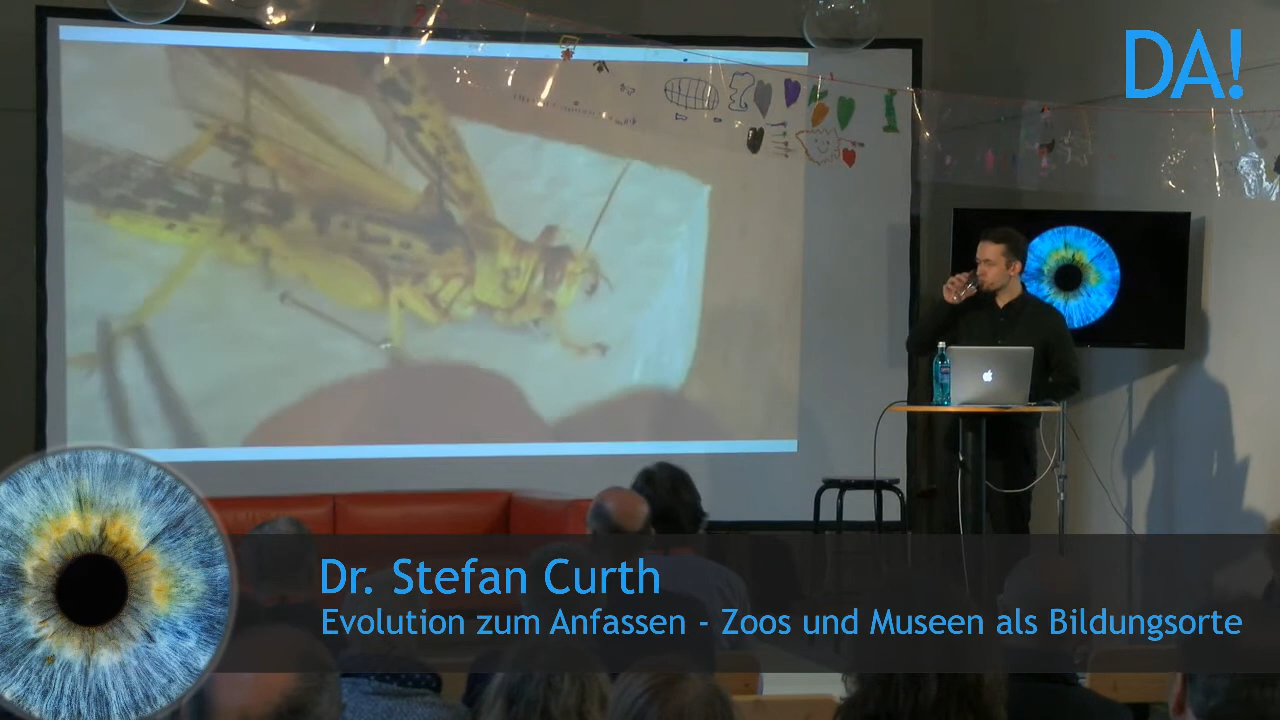 DA!
Dr. Stefan Curth
Evolution zum Anfassen - Zoos und Museen als Bildungsorte